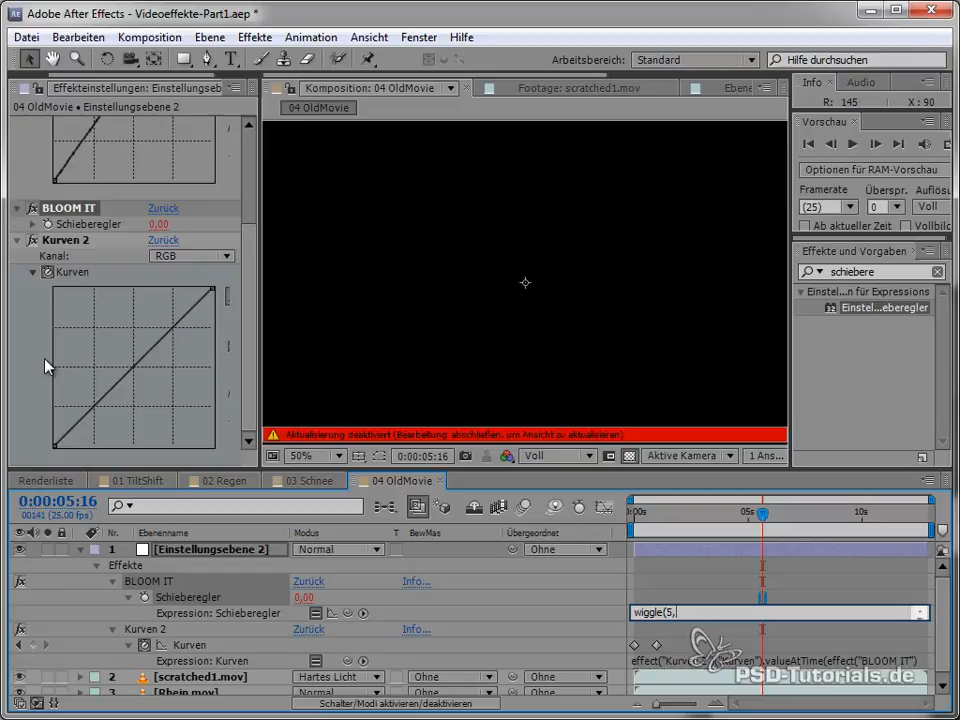 Adobe After Effects - Videoeffekte-Part1.aep *
Datei Bearbeiten Komposition Ebene Effekte Animation Ansicht Fenster Hilfe
Arbeitsbereich: Standard Hilfe durchsuchen
Effekteinstellungen: Einstellungseb
Komposition: 04 OldMovie
Footage: scratched1.mov
Ebene
Info Audio
04 OldMovie • Einstellungsebene 2
04 OldMovie
R: 145 X: 90
Vorschau
Optionen für RAM-Vorschau
Framerate Überspr. Auflös
(25) 0 Voll
Ab aktueller Zeit Vollbilc
BLOOM IT Zurück
Schieberegler 0,00
Kurven 2 Zurück
Kanal: RGB
Kurven
Effekte und Vorgaben
schiebere
Einstel...n für Expressions
Einstel...eberegler
Aktualisierung deaktiviert (Bearbeitung abschließen, um Ansicht zu aktualisieren)
50% 0:00:05:16 Voll Aktive Kamera 1 Ans...
Renderliste 01 TiltShift 02 Regen 03 Schnee 04 OldMovie
0:00:05:16
00141 (25.00 fps)
0:00s 05s 10s
Nr. Ebenenname Modus T BewMas Übergeordnet
1 [Einstellungsebene 2] Normal Ohne
Effekte
BLOOM IT Zurück Info...
Schieberegler 0,00
Expression: Schieberegler
wiggle(5,
Kurven 2 Zurück Info...
Kurven
Expression: Kurven
2 [scratched1.mov] Hartes Licht Ohne Ohne
3 [Rhein.mov] Normal Ohne Ohne
PSD-Tutorials.de
Schalter/Modi aktivieren/deaktivieren